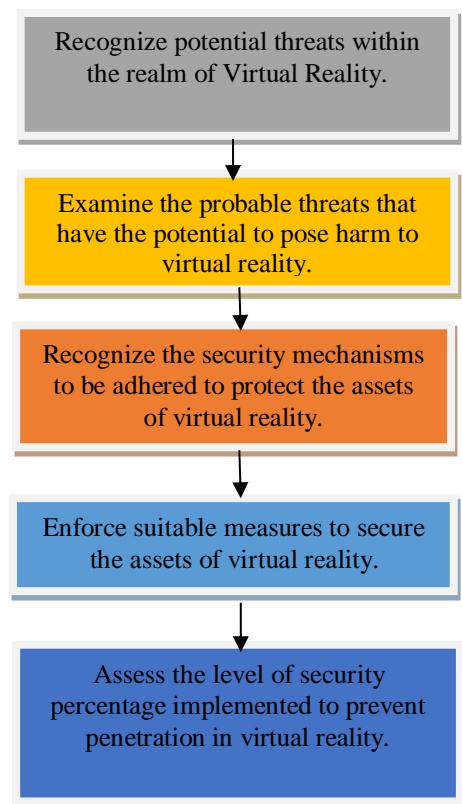 Recognize potential threats within
the realm of Virtual Reality.
Examine the probable threats that
have the potential to pose harm to
virtual reality.
Recognize the security mechanisms
to be adhered to protect the assets
of virtual reality.
Enforce suitable measures to secure
the assets of virtual reality.
Assess the level of security
percentage implemented to prevent
penetration in virtual reality.